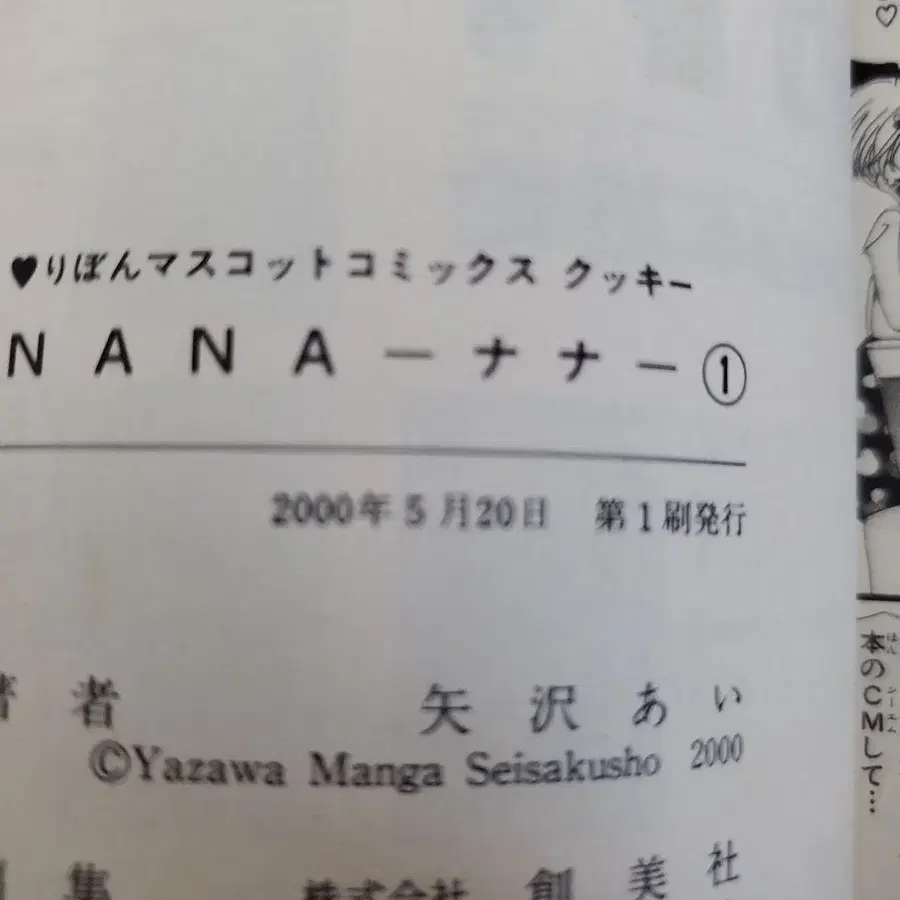 ♥りぼんマスコットコミックス クッキー
NANA―ナナ―①
2000年5月20日 第1刷発行
著者 矢沢あい
©Yazawa Manga Seisakusho 2000
集 株式会社 創美社
本のCMして…